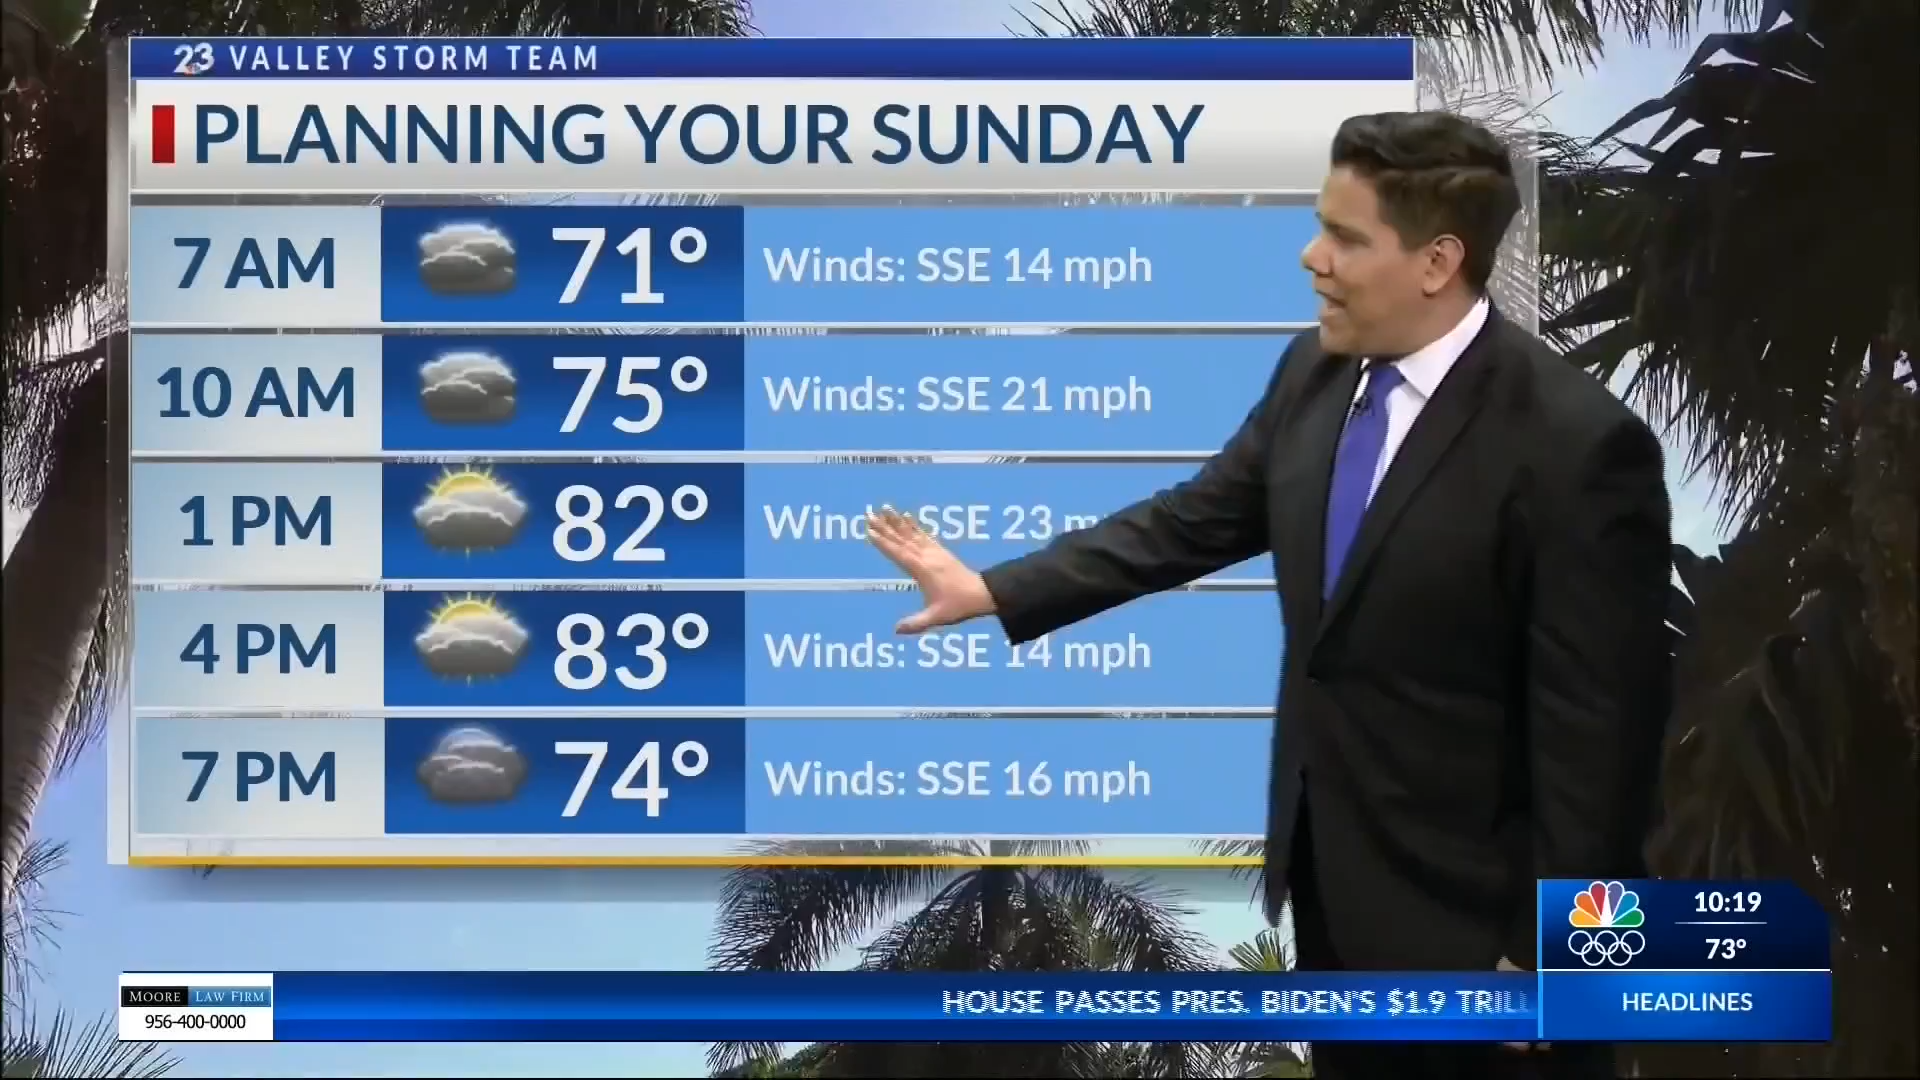 23 VALLEY STORM TEAM
PLANNING YOUR SUNDAY
7 AM 71° Winds: SSE 14 mph
10 AM 75° Winds: SSE 21 mph
1 PM 82° SSE 23
4 PM 83° Winds: SSE 14 mph
7 PM 74° Winds: SSE 16 mph
10:19
73°
MOORE LAW FIRM
956-400-0000
HOUSE PASSES PRES. BIDEN'S $1.9
HEADLINES